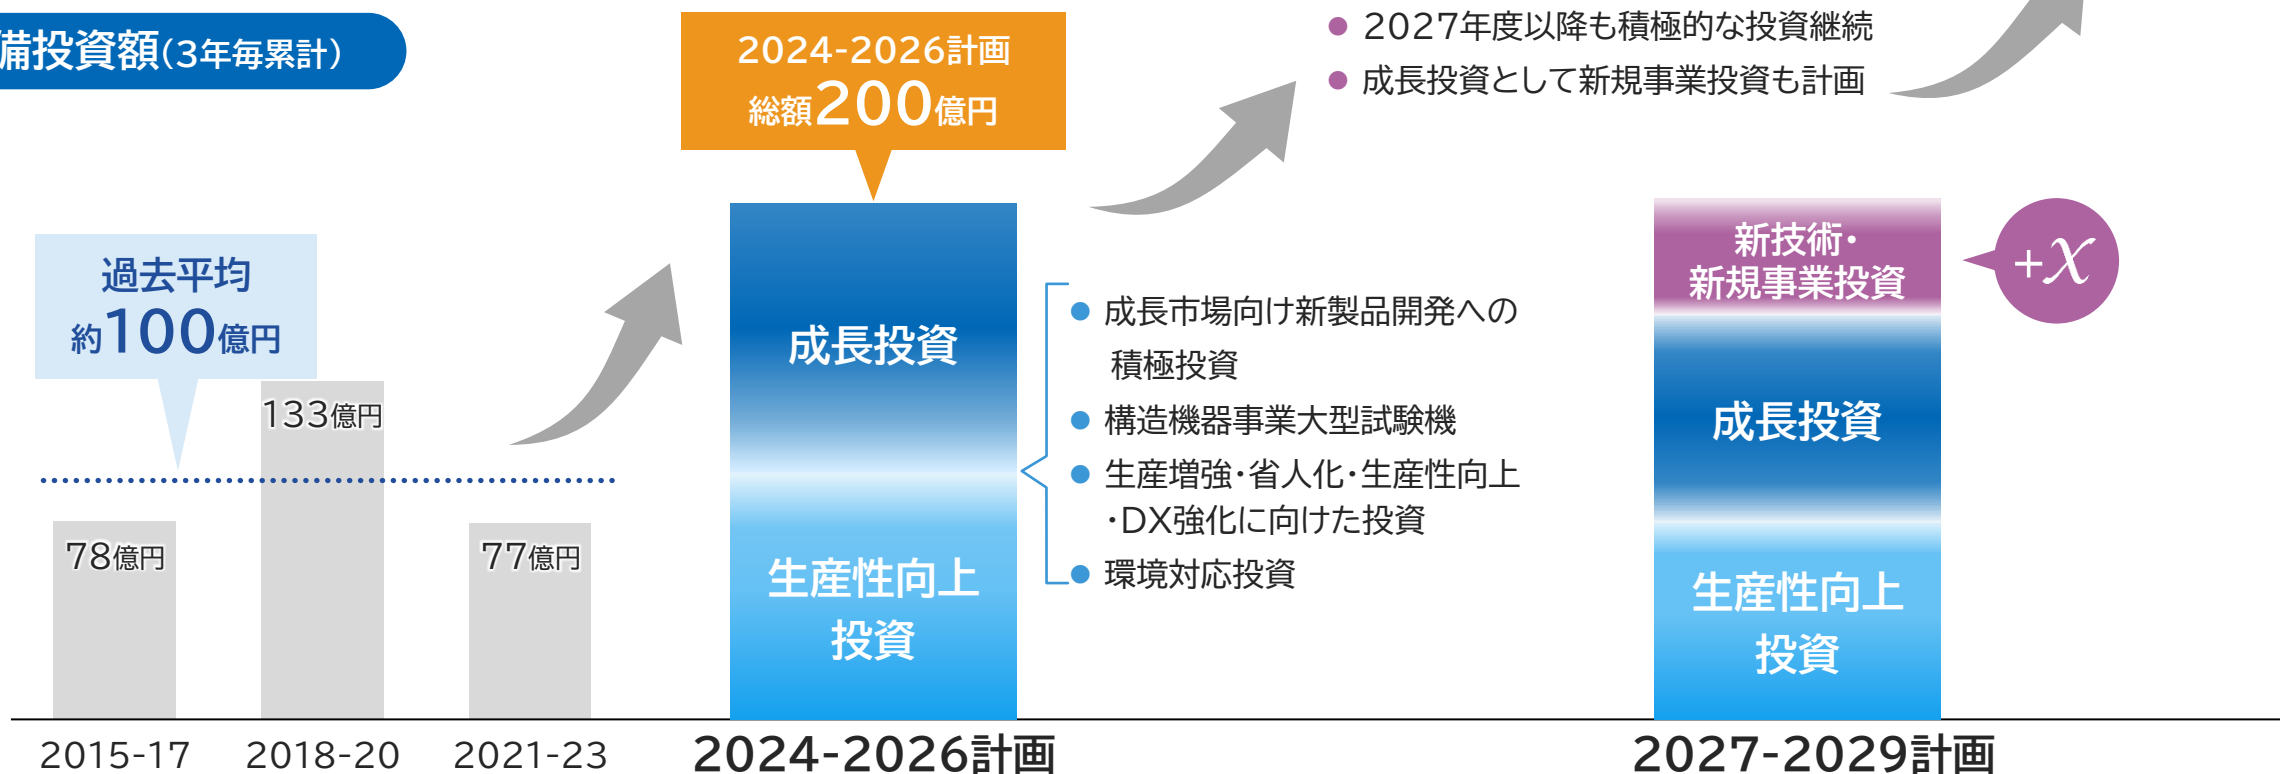 備投資額(3年毎累計)
2024-2026計画
総額200億円
● 2027年度以降も積極的な投資継続
● 成長投資として新規事業投資も計画
過去平均
約100億円
133億円
78億円
77億円
成長投資
生産性向上
投資
● 成長市場向け新製品開発への
積極投資
● 構造機器事業大型試験機
● 生産増強・省人化・生産性向上
・DX強化に向けた投資
● 環境対応投資
新技術・
新規事業投資
+X
成長投資
生産性向上
投資
2015-17
2018-20
2021-23
2024-2026計画
2027-2029計画